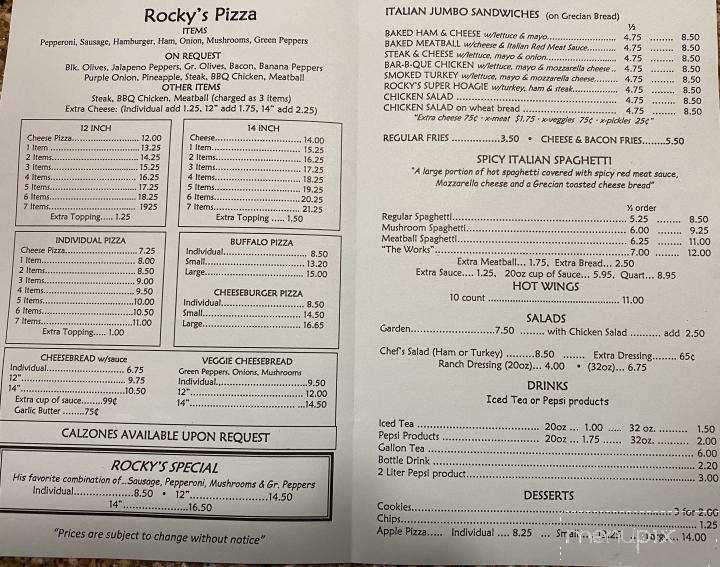 Rocky's Pizza
ITEMS
Pepperoni, Sausage, Hamburger, Ham, Onion, Mushrooms, Green Peppers
ON REQUEST
Blk. Olives, Jalapeno Peppers, Gr. Olives, Bacon, Banana Peppers
Purple Onion, Pineapple, Steak, BBQ Chicken, Meatball
OTHER ITEMS
Steak, BBQ Chicken, Meatball (charged as 3 items)
Extra Cheese: (Individual add 1.25, 12" add 1.75, 14" add 2.25)
12 INCH
Cheese Pizza.................... 12.00
1 Item ............................ 13.25
2 Items........................... 14.25
3 Items........................... 15.25
4 Items........................... 16.25
5 Items........................... 17.25
6 Items........................... 18.25
7 Items........................... 1925
Extra Topping..... 1.25
14 INCH
Cheese............................ 14.00
1 Item............................. 15.25
2 Items........................... 16.25
3 Items........................... 17.25
4 Items........................... 18.25
5 Items........................... 19.25
6 Items........................... 20.25
7 Items........................... 21.25
Extra Topping ..... 1.50
INDIVIDUAL PIZZA
Cheese Pizza................... 7.25
1 Item............................. 8.00
2 Items........................... 8.50
3 Items........................... 9.00
4 Items........................... 9.50
5 Items...........................10.00
6 Items...........................10.50
7 Items...........................11.00
Extra Topping..... 1.00
BUFFALO PIZZA
Individual......................... 8.50
Small.............................. 13.20
Large.............................. 15.00
CHEESEBURGER PIZZA
Individual......................... 8.50
Small.............................. 14.50
Large.............................. 16.65
CHEESEBREAD w/sauce
Individual........................ 6.75
12"................................. 9.75
14".................................10.50
Extra cup of sauce.......99¢
Garlic Butter .......75¢
VEGGIE CHEESEBREAD
Green Peppers, Onions, Mushrooms
Individual.........................9.50
12"................................. 12.00
14"................................. ...14.50
CALZONES AVAILABLE UPON REQUEST
ROCKY'S SPECIAL
His favorite combination of...Sausage, Pepperoni, Mushrooms & Gr. Peppers
Individual..............8.50 • 12"....................14.50
14"....................16.50
"Prices are subject to change without notice"
ITALIAN JUMBO SANDWICHES (on Grecian Bread)
½
BAKED HAM & CHEESE w/lettuce & mayo.................. 4.75 ........ 8.50
BAKED MEATBALL w/cheese & Italian Red Meat Sauce......... 4.75 ........ 8.50
STEAK & CHEESE w/lettuce, mayo & onion................... 4.75 ........ 8.50
BAR-B-QUE CHICKEN w/lettuce, mayo & mozzarella cheese .. 4.75 ........ 8.50
SMOKED TURKEY w/lettuce, mayo & mozzarella cheese....... 4.75 ........ 8.50
ROCKY'S SUPER HOAGIE w/turkey, ham & steak............. 4.75 ........ 8.50
CHICKEN SALAD ............................................. 4.75 ........ 8.50
CHICKEN SALAD on wheat bread ............................ 4.75 ........ 8.50
"Extra cheese 75¢ · x-meat $1.75 · x-veggies 75¢ · x-pickles 25¢"
REGULAR FRIES ..............3.50 • CHEESE & BACON FRIES.......5.50
SPICY ITALIAN SPAGHETTI
"A large portion of hot spaghetti covered with spicy red meat sauce,
Mozzarella cheese and a Grecian toasted cheese bread"
½ order
Regular Spaghetti................................................ 5.25 ........ 8.50
Mushroom Spaghetti............................................ 6.00 ........ 9.25
Meatball Spaghetti............................................... 6.25 ........ 11.00
"The Works"......................................................7.00 ........ 12.00
Extra Meatball... 1.75, Extra Bread... 2.50
Extra Sauce.... 1.25, 20oz cup of Sauce... 5.95, Quart... 8.95
HOT WINGS
10 count .......................................11.00
SALADS
Garden.......................7.50 ........ with Chicken Salad ......... add 2.50
Chef's Salad (Ham or Turkey) ........8.50 ....... Extra Dressing....... 65¢
Ranch Dressing (20oz)... 4.00 • (32oz)... 6.75
DRINKS
Iced Tea or Pepsi products
Iced Tea ........................................ 20oz ... 1.00 ..... 32 oz. ........ 1.50
Pepsi Products ................................ 20oz ... 1.75 ...... 32oz. ........ 2.00
Gallon Tea ................................................................ 6.00
Bottle Drink .............................................................. 2.20
2 Liter Pepsi product..................................................... 3.00
DESSERTS
Cookies............................................................... 3 for 2.00
Chips...................................................................... 1.25
Apple Pizza..... Individual .... 8.25 ... Small ... 13.25 Large... 14.00
menupix